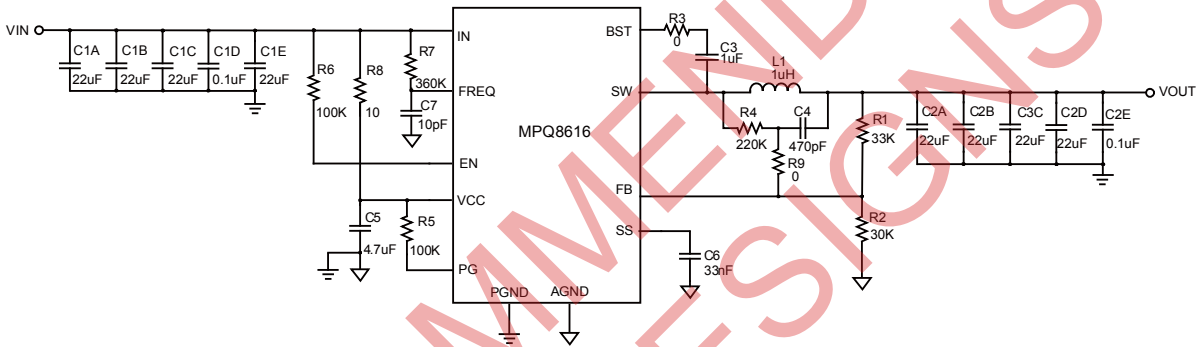 VIN
C1A
22uF
C1B
22uF
C1C
22uF
C1D
0.1uF
C1E
22uF
R6
100K
R8
10
R7
360K
C7
10pF
C5
4.7uF
R5
100K
IN
FREQ
EN
VCC
PG
PGND
AGND
MPQ8616
BST
SW
FB
SS
R3
0
C3
1uF
L1
1uH
R4
220K
C4
470pF
R9
0
R1
33K
R2
30K
C6
33nF
C2A
22uF
C2B
22uF
C3C
22uF
C2D
22uF
C2E
0.1uF
VOUT
MMEND
ESIGNS